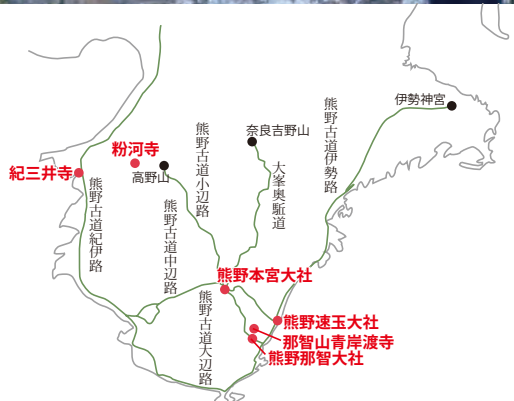 伊勢神宮
奈良吉野山
粉河寺
高野山
紀三井寺
熊野古道紀伊路
熊野古道中辺路
熊野古道小辺路
大峯奥駈道
熊野古道伊勢路
熊野本宮大社
熊野古道大辺路
熊野速玉大社
那智山青岸渡寺
熊野那智大社